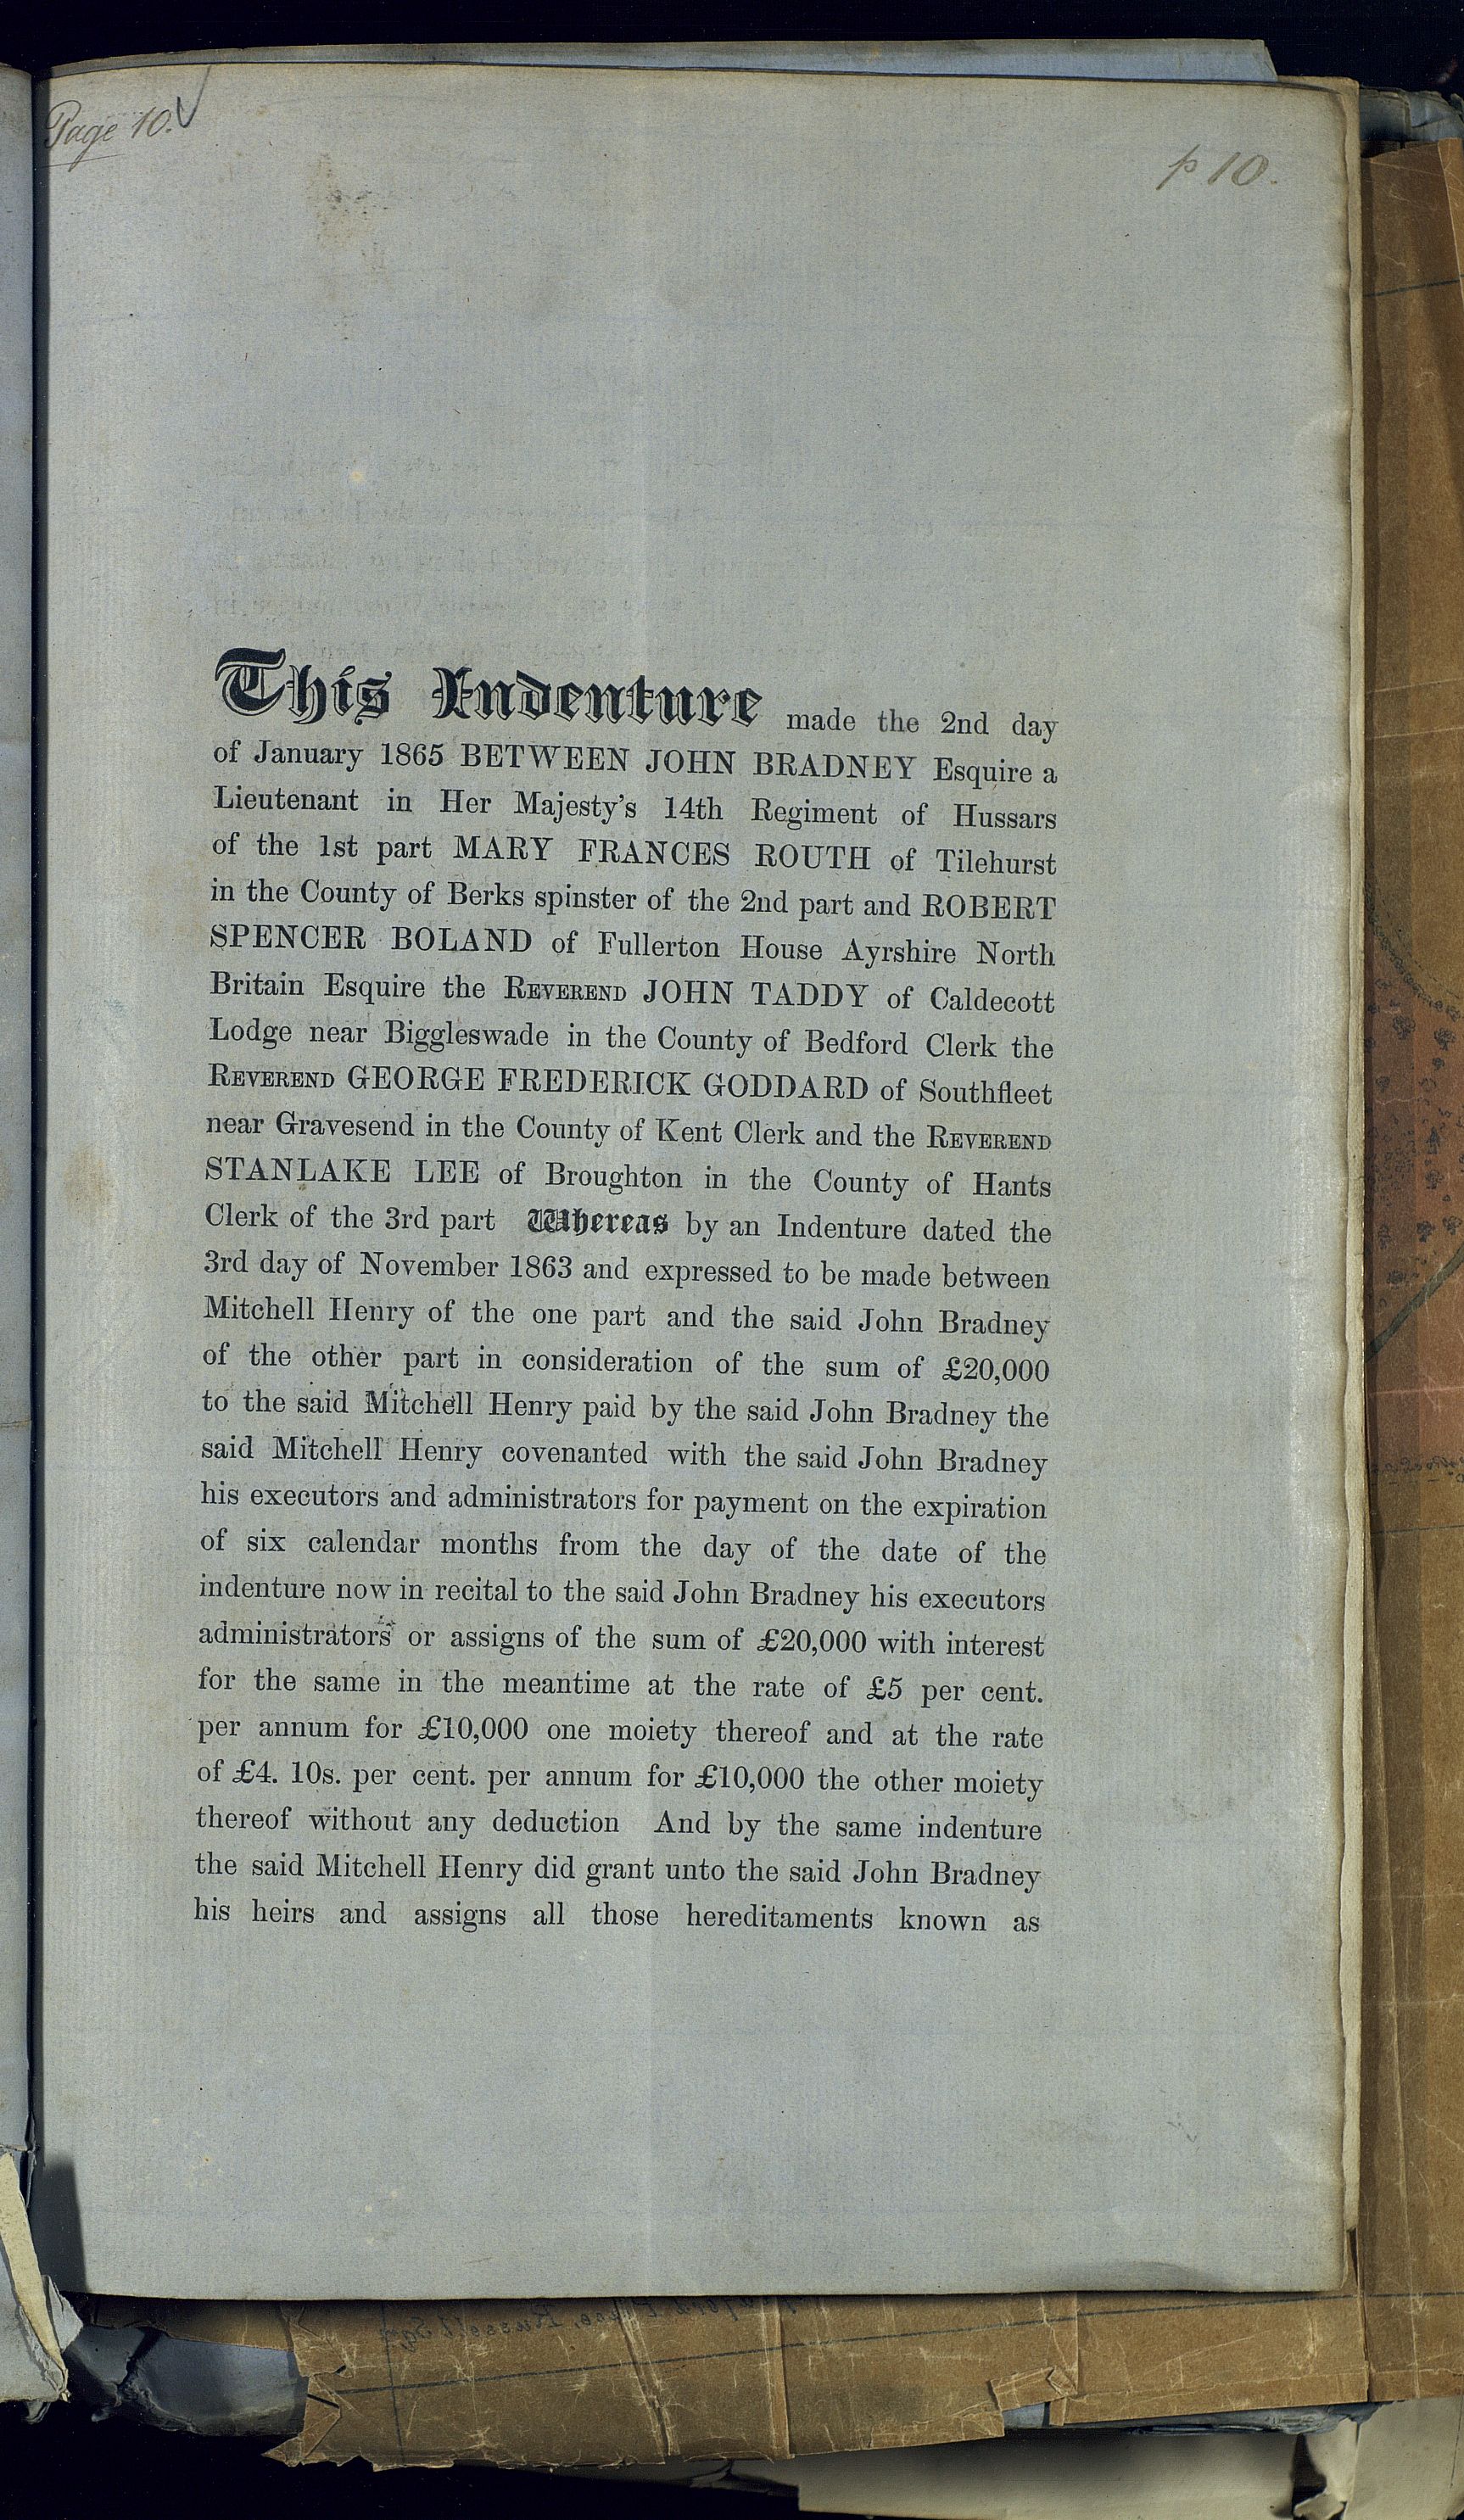 Page 10.
p 10.
This Indenture made the 2nd day
of January 1865 BETWEEN JOHN BRADNEY Esquire a
Lieutenant in Her Majesty's 14th Regiment of Hussars
of the 1st part MARY FRANCES ROUTH of Tilehurst
in the County of Berks spinster of the 2nd part and ROBERT
SPENCER BOLAND of Fullerton House Ayrshire North
Britain Esquire the REVEREND JOHN TADDY of Caldecott
Lodge near Biggleswade in the County of Bedford Clerk the
REVEREND GEORGE FREDERICK GODDARD of Southfleet
near Gravesend in the County of Kent Clerk and the REVEREND
STANLAKE LEE of Broughton in the County of Hants
Clerk of the 3rd part Whereas by an Indenture dated the
3rd day of November 1863 and expressed to be made between
Mitchell Henry of the one part and the said John Bradney
of the other part in consideration of the sum of £20,000
to the said Mitchell Henry paid by the said John Bradney the
said Mitchell Henry covenanted with the said John Bradney
his executors and administrators for payment on the expiration
of six calendar months from the day of the date of the
indenture now in recital to the said John Bradney his executors
administrators or assigns of the sum of £20,000 with interest
for the same in the meantime at the rate of £5 per cent.
per annum for £10,000 one moiety thereof and at the rate
of £4. 10s. per cent. per annum for £10,000 the other moiety
thereof without any deduction And by the same indenture
the said Mitchell Henry did grant unto the said John Bradney
his heirs and assigns all those hereditaments known as